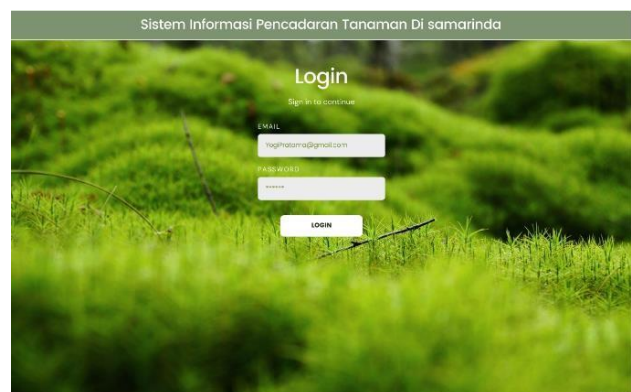 Sistem Informasi Pencadaran Tanaman Di samarinda
Login
Sign in to continue
EMAIL
YogiPratama@gmail.com
PASSWORD
******
LOGIN